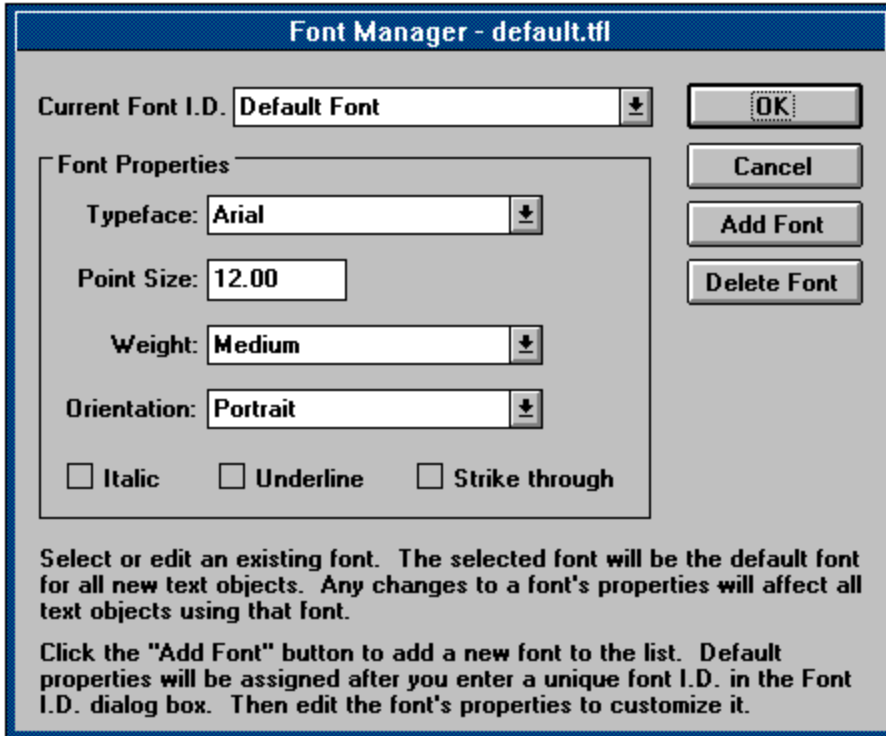 Font Manager - default.tfl
Current Font I.D. Default Font
OK
Cancel
Add Font
Delete Font
Font Properties
Typeface: Arial
Point Size: 12.00
Weight: Medium
Orientation: Portrait
Italic Underline Strike through
Select or edit an existing font. The selected font will be the default font
for all new text objects. Any changes to a font's properties will affect all
text objects using that font.
Click the "Add Font" button to add a new font to the list. Default
properties will be assigned after you enter a unique font I.D. in the Font
I.D. dialog box. Then edit the font's properties to customize it.